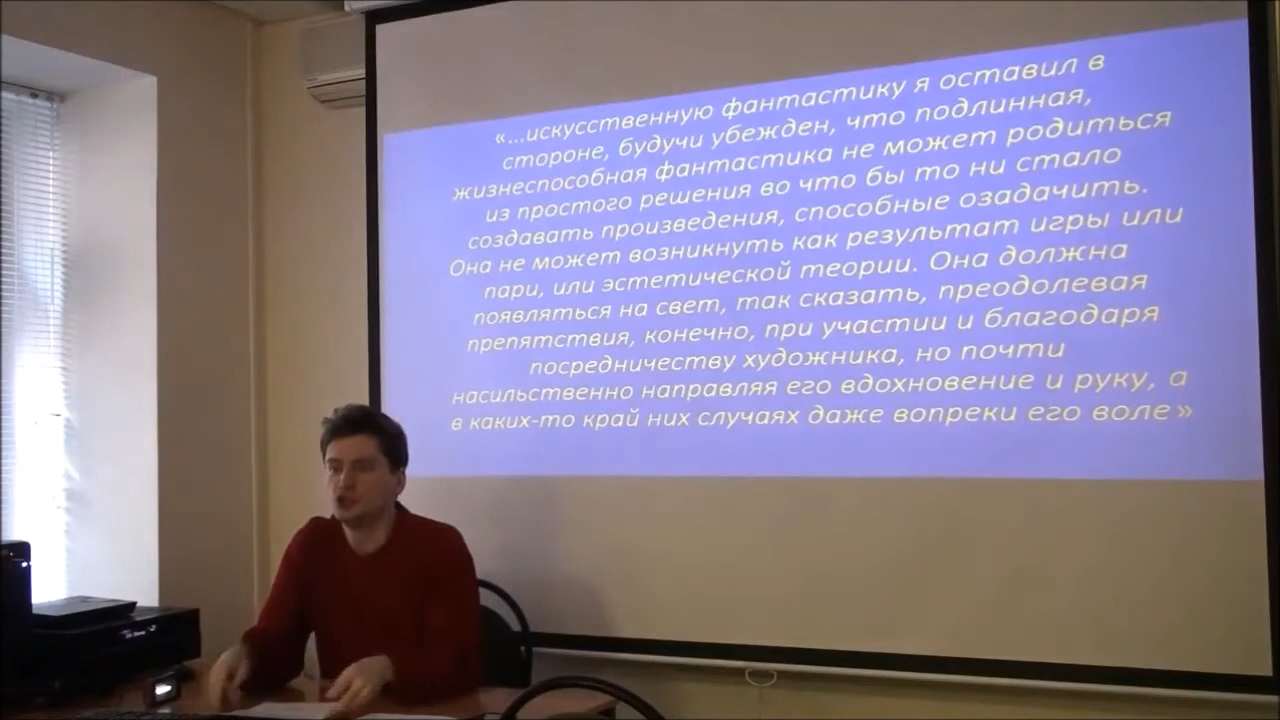 «...искусственную фантастику я оставил в
стороне, будучи убежден, что подлинная,
жизнеспособная фантастика не может родиться
из простого решения во что бы то ни стало
создавать произведения, способные озадачить.
Она не может возникнуть как результат игры или
пари, или эстетической теории. Она должна
появляться на свет, так сказать, преодолевая
препятствия, конечно, при участии и благодаря
посредничеству художника, но почти
насильственно направляя его вдохновение и руку, а
в каких-то край них случаях даже вопреки его воле»